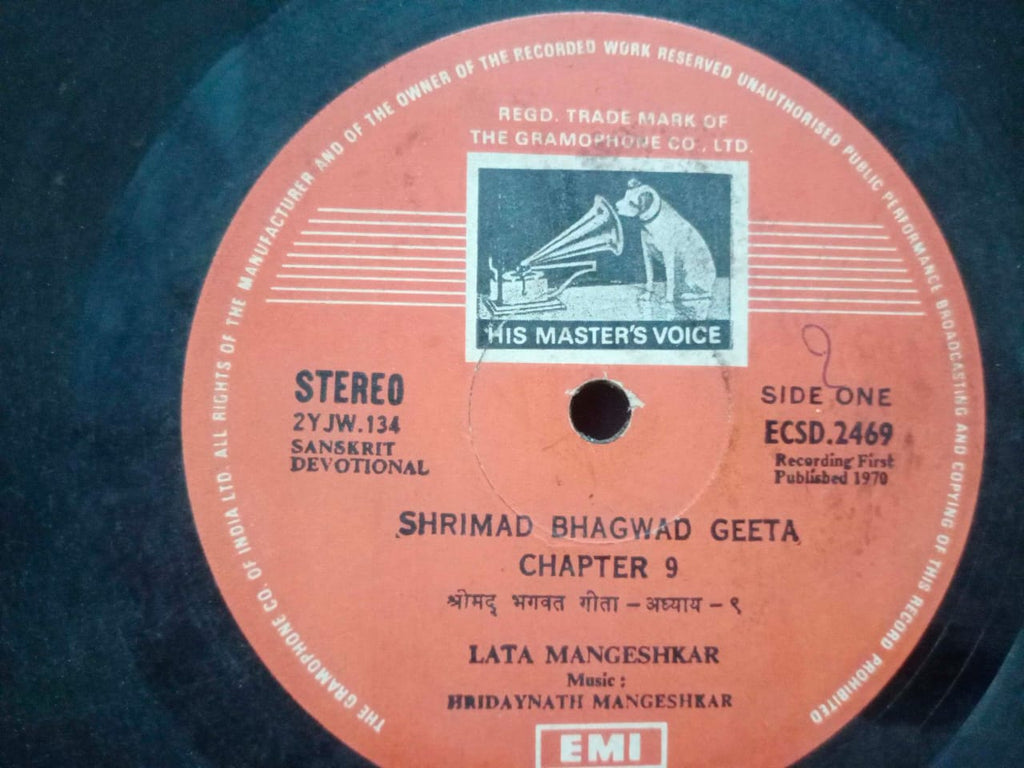 THE GRAMOPHONE CO. OF INDIA LTD. ALL RIGHTS OF THE MANUFACTURER AND OF THE OWNER OF THE RECORDED WORK RESERVED UNAUTHORISED PUBLIC PERFORMANCE BROADCASTING AND COPYING OF THIS RECORD PROHIBITED
REGD. TRADE MARK OF
THE GRAMOPHONE CO., LTD.
HIS MASTER'S VOICE
STEREO
2YJW.134
SANSKRIT
DEVOTIONAL
SIDE ONE
ECSD.2469
Recording First
Published 1970
SHRIMAD BHAGWAD GEETA
CHAPTER 9
श्रीमद् भगवत गीता - अध्याय - ९
LATA MANGESHKAR
Music :
HRIDAYNATH MANGESHKAR
EMI